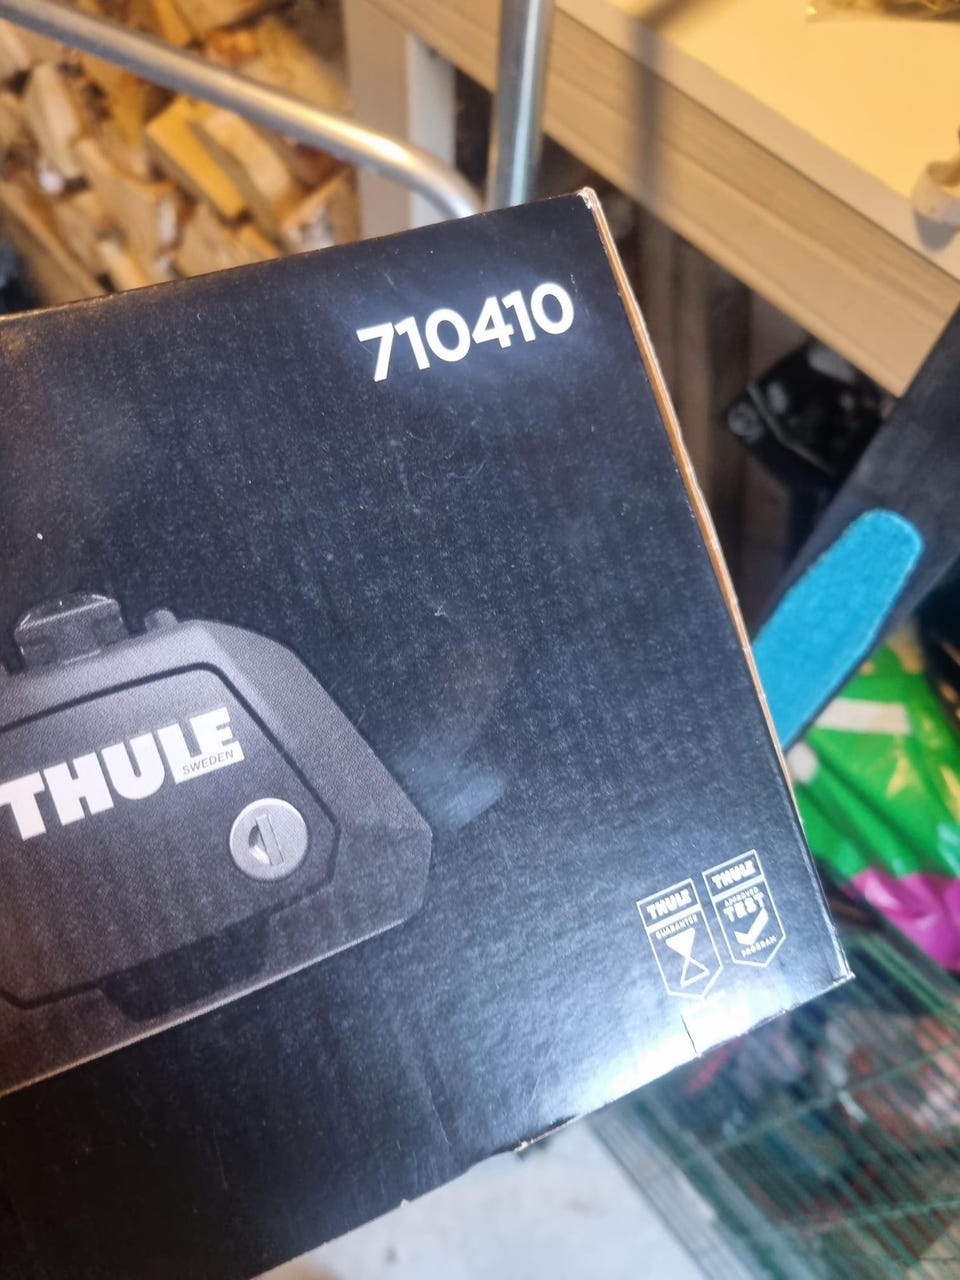 710410
THULE
SWEDEN
THULE
GUARANTEE
THULE
APPROVED
TEST
PROGRAM